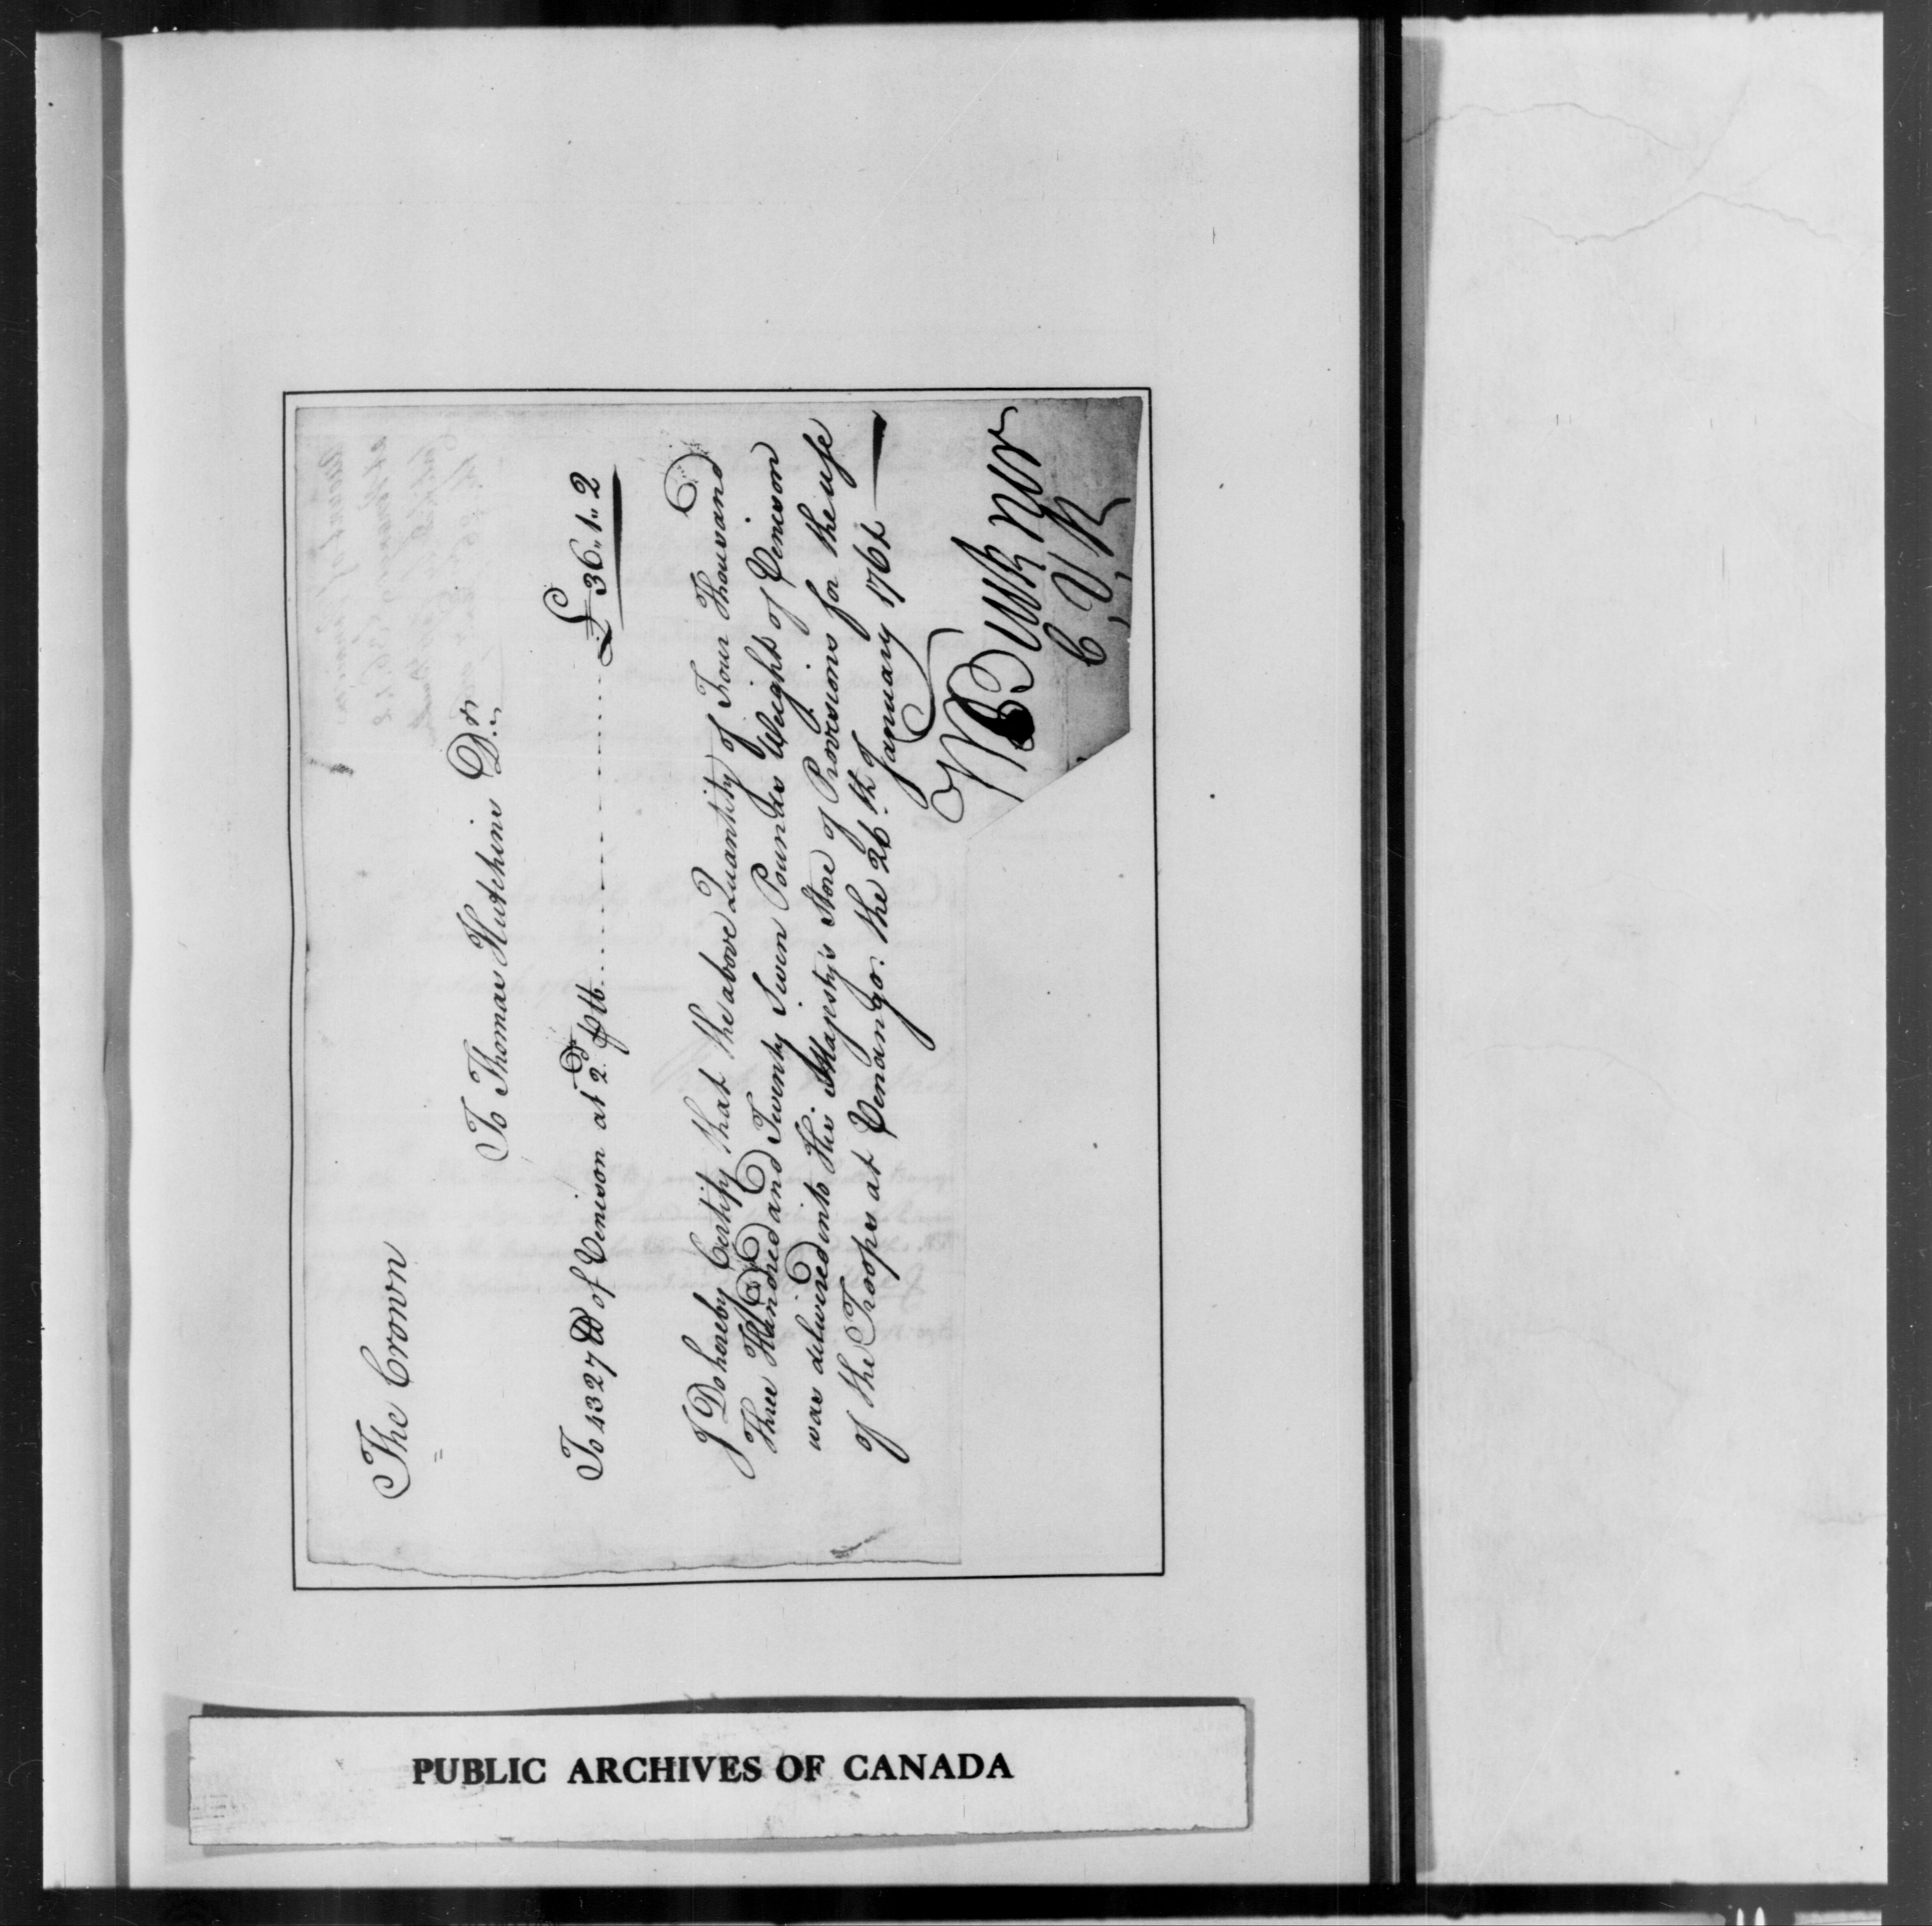 The Crown
To Thomas Hutchins Dr.
To 4327 lb of Venison at 2d ℔ lb £36,,1,,2
I Do hereby Certify that the above Quantity of Four Thousand
Three Hundred and Twenty Seven Pounds Weight of Venison
was deliver'd into His Majesty's Store of Provisions for the use
of the Troops at Venango. the 26th of January 1762
C, V, R
PUBLIC ARCHIVES OF CANADA